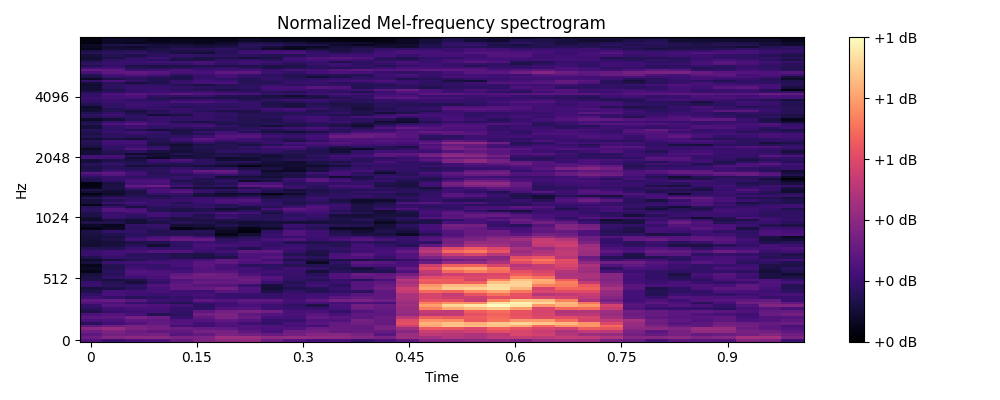 Normalized Mel-frequency spectrogram
Hz
4096
2048
1024
512
0
0 0.15 0.3 0.45 0.6 0.75 0.9
Time
+1 dB
+1 dB
+1 dB
+0 dB
+0 dB
+0 dB